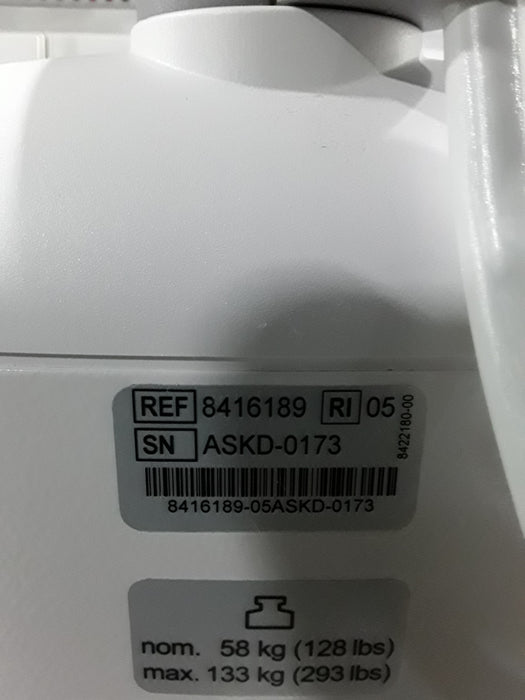 REF 8416189 RI 05
8422180-00
SN ASKD-0173
8416189-05ASKD-0173
nom. 58 kg (128 lbs)
max. 133 kg (293 lbs)